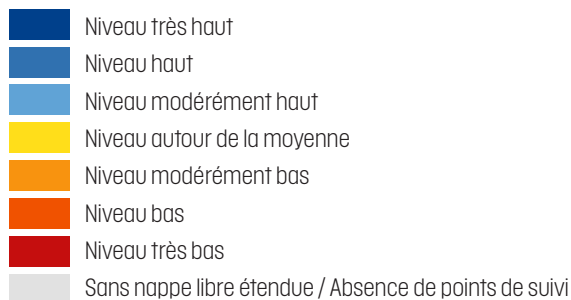 Niveau très haut
Niveau haut
Niveau modérément haut
Niveau autour de la moyenne
Niveau modérément bas
Niveau bas
Niveau très bas
Sans nappe libre étendue / Absence de points de suivi